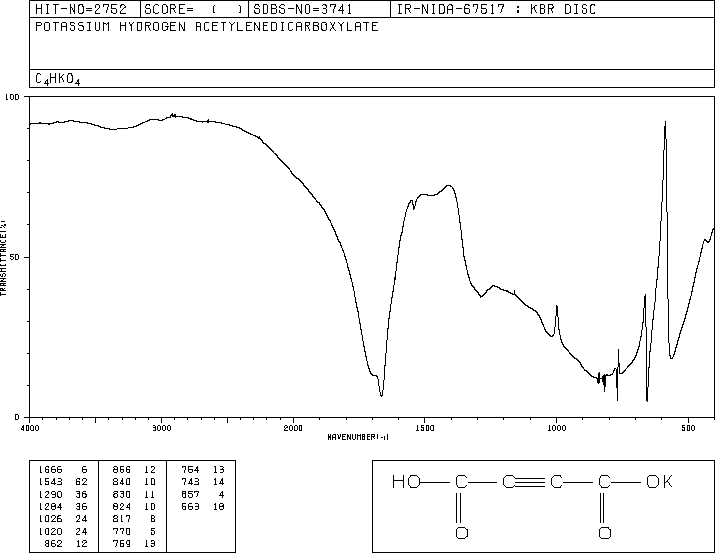 HIT-NO=2752 SCORE= ( ) SDBS-NO=3741 IR-NIDA-67517 : KBR DISC
POTASSIUM HYDROGEN ACETYLENEDICARBOXYLATE
C4HKO4
100
TRANSMITTANCE(%)
50
0
4000 3000 2000 1500 1000 500
WAVENUMBER(-1)
1666 6 856 12 764 13
1543 62 840 10 743 14
1290 36 830 11 657 4
1284 36 824 10 569 18
1026 24 817 8
1020 24 770 5
862 12 769 13
HO C C C C OK
O O